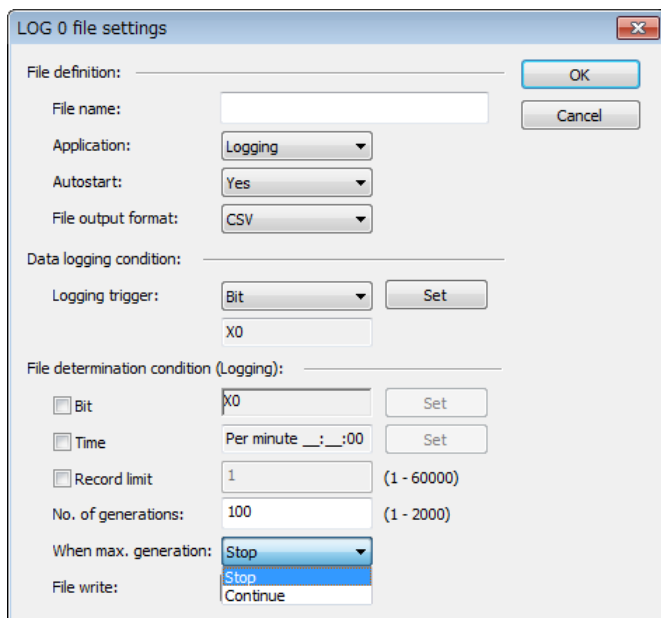 LOG 0 file settings
File definition:
OK
File name:
Cancel
Application: Logging
Autostart: Yes
File output format: CSV
Data logging condition:
Logging trigger: Bit Set
X0
File determination condition (Logging):
Bit X0 Set
Time Per minute __:__:00 Set
Record limit 1 (1 - 60000)
No. of generations: 100 (1 - 2000)
When max. generation: Stop
Stop
File write:
Continue